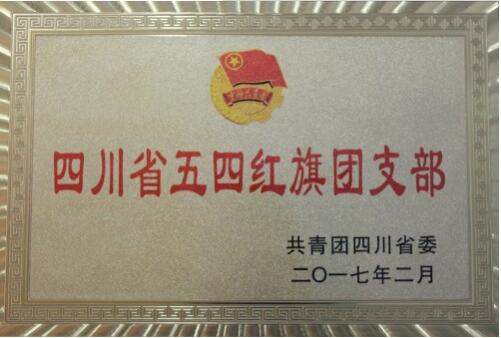 四川省五四红旗团支部
共青团四川省委
二〇一七年二月